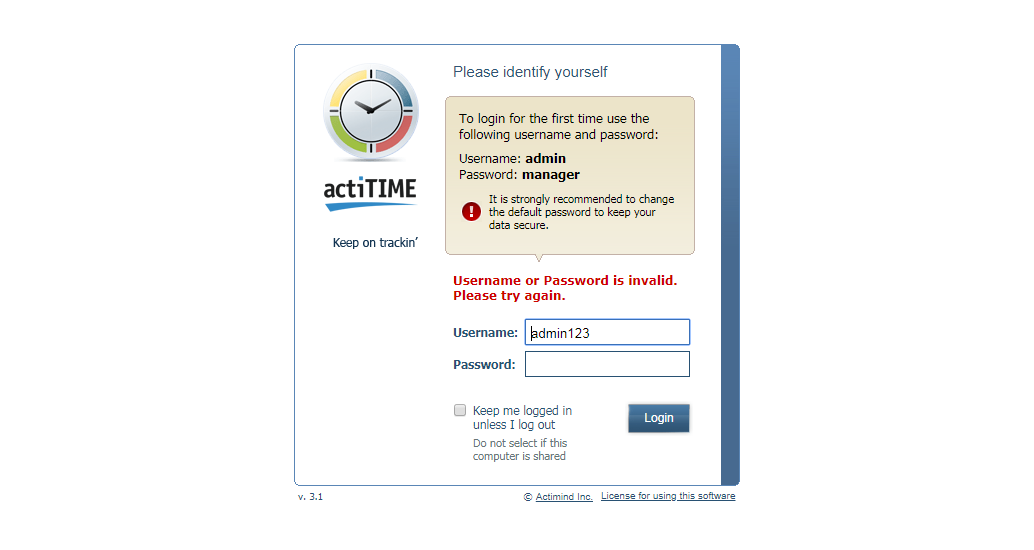 Please identify yourself
To login for the first time use the
following username and password:
Username: admin
Password: manager
It is strongly recommended to change
the default password to keep your
data secure.
actiTIME
Keep on trackin’
Username or Password is invalid.
Please try again.
Username: admin123
Password:
Keep me logged in
unless I log out
Login
Do not select if this
computer is shared
v. 3.1
© Actimind Inc. License for using this software